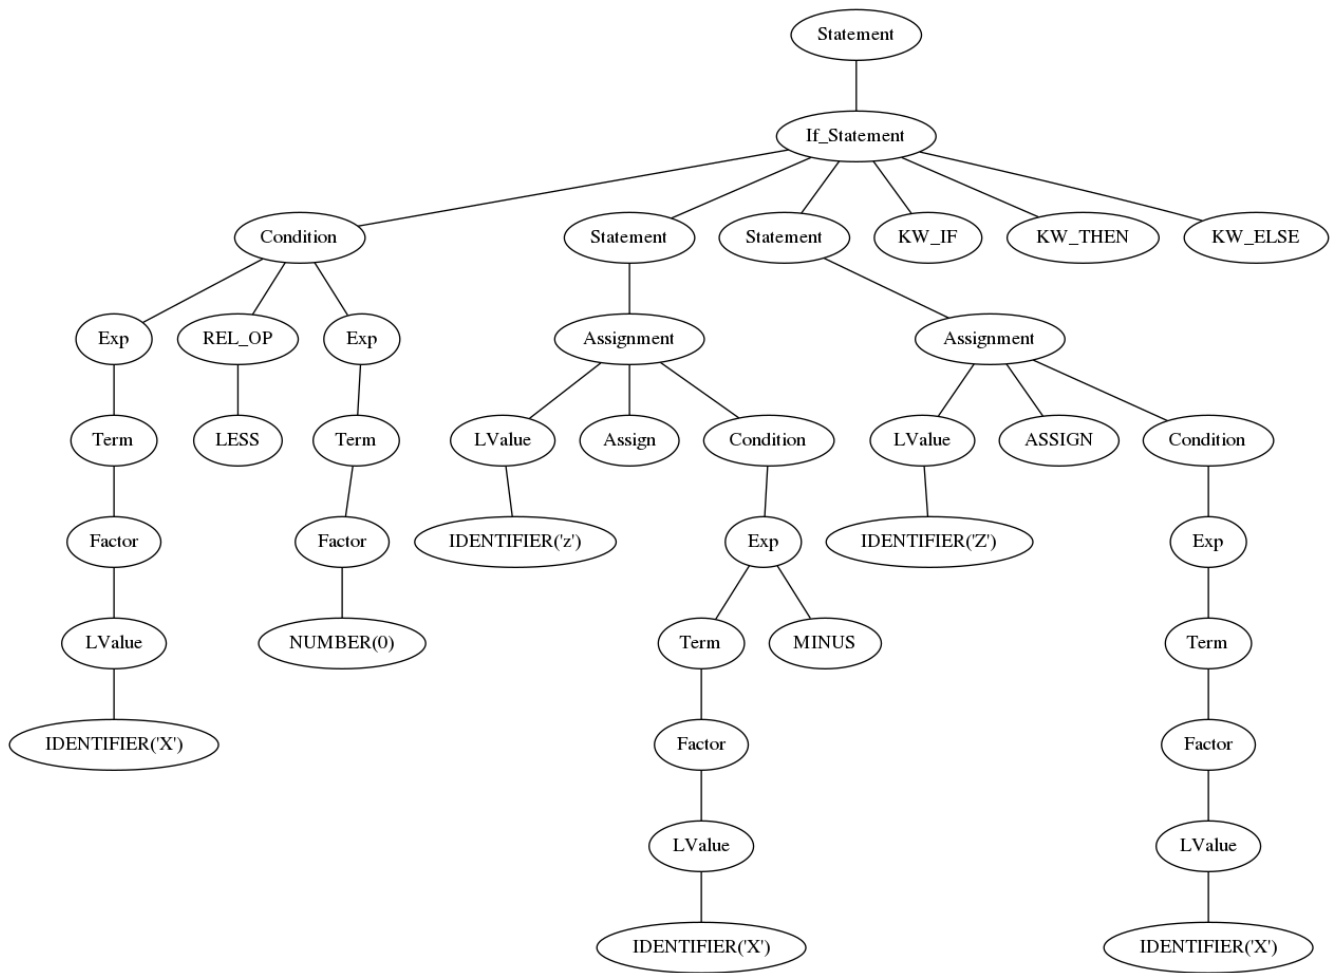 Statement
If_Statement
Condition
Statement
Statement
KW_IF
KW_THEN
KW_ELSE
Exp
REL_OP
Exp
Assignment
Assignment
Term
LESS
Term
LValue
Assign
Condition
LValue
ASSIGN
Condition
Factor
Factor
IDENTIFIER('z')
Exp
IDENTIFIER('Z')
Exp
LValue
NUMBER(0)
Term
MINUS
Term
IDENTIFIER('X')
Factor
Factor
LValue
LValue
IDENTIFIER('X')
IDENTIFIER('X')